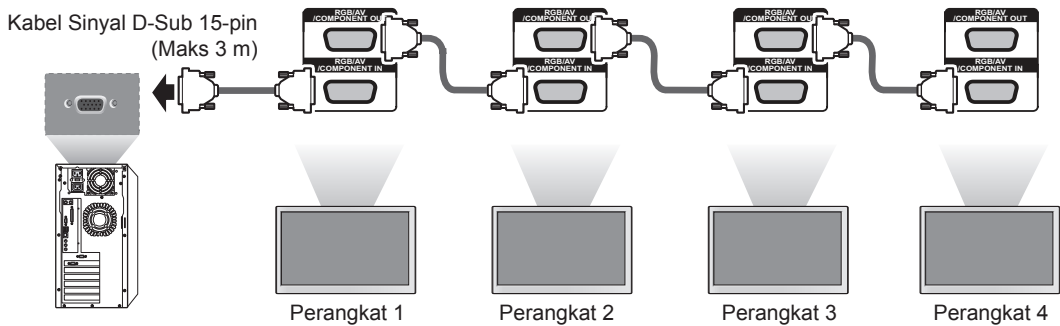 Kabel Sinyal D-Sub 15-pin
(Maks 3 m)
RGB/AV
/COMPONENT OUT
RGB/AV
/COMPONENT IN
RGB/AV
/COMPONENT OUT
RGB/AV
/COMPONENT IN
RGB/AV
/COMPONENT OUT
RGB/AV
/COMPONENT IN
RGB/AV
/COMPONENT OUT
RGB/AV
/COMPONENT IN
Perangkat 1
Perangkat 2
Perangkat 3
Perangkat 4